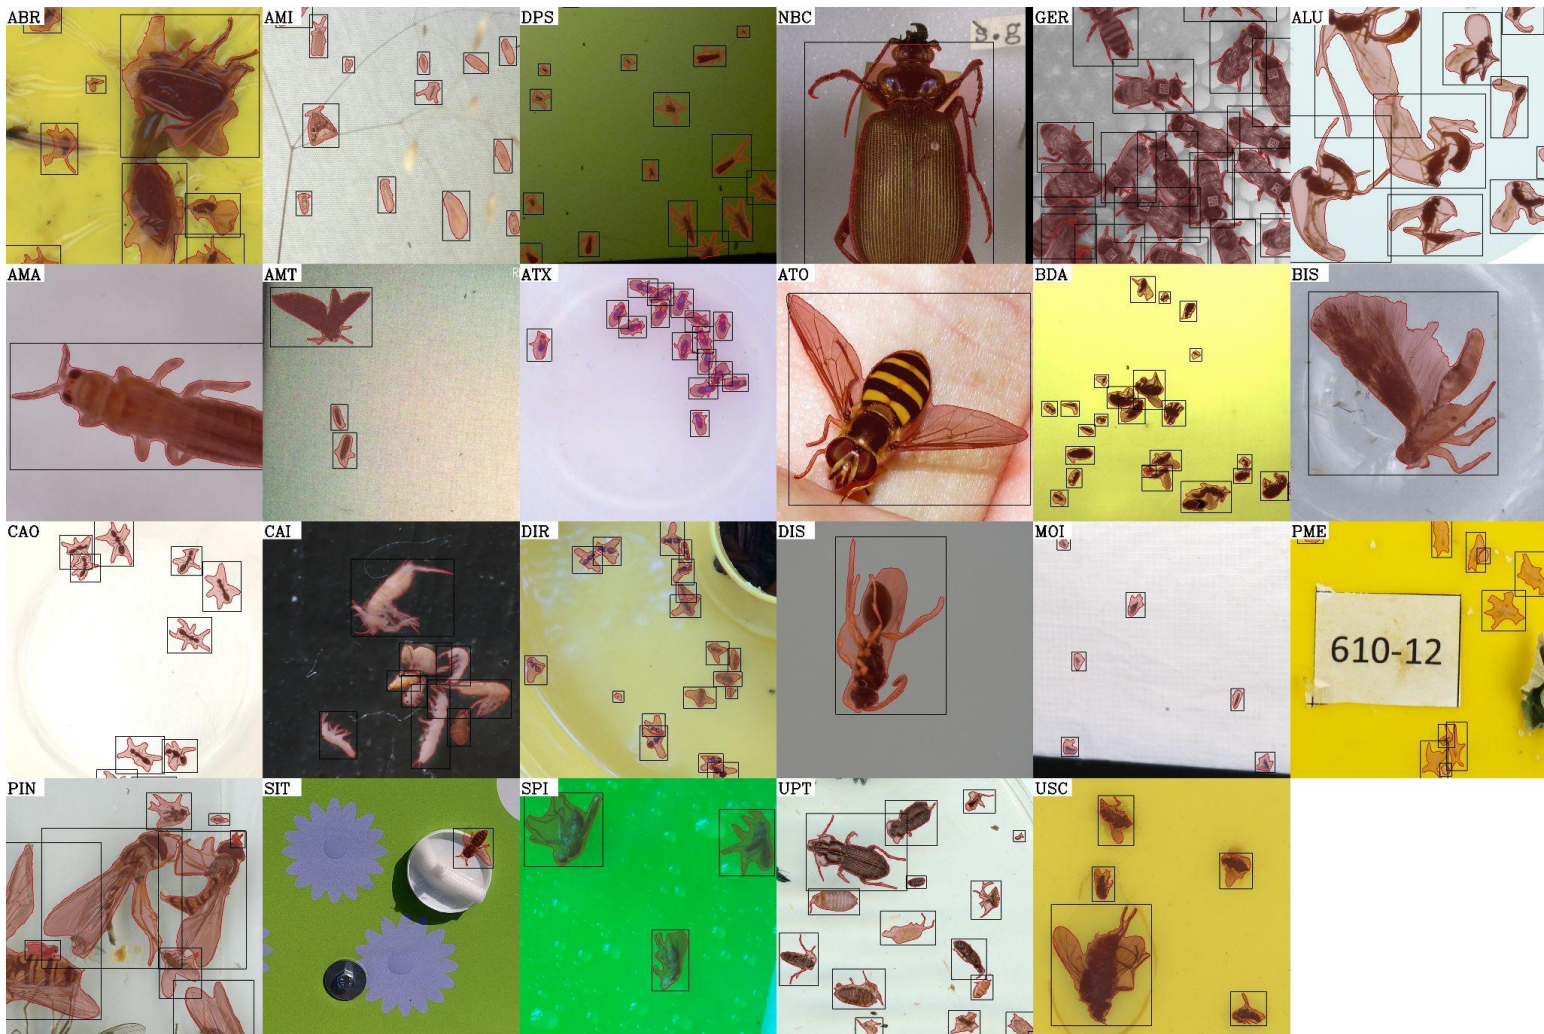 ABR
AMI
DPS
NBC
s.g
GER
ALU
AMA
AMT
R
ATX
ATO
BDA
BIS
CAO
CAI
DIR
DIS
MOI
PME
610-12
PIN
SIT
SPI
UPT
USC